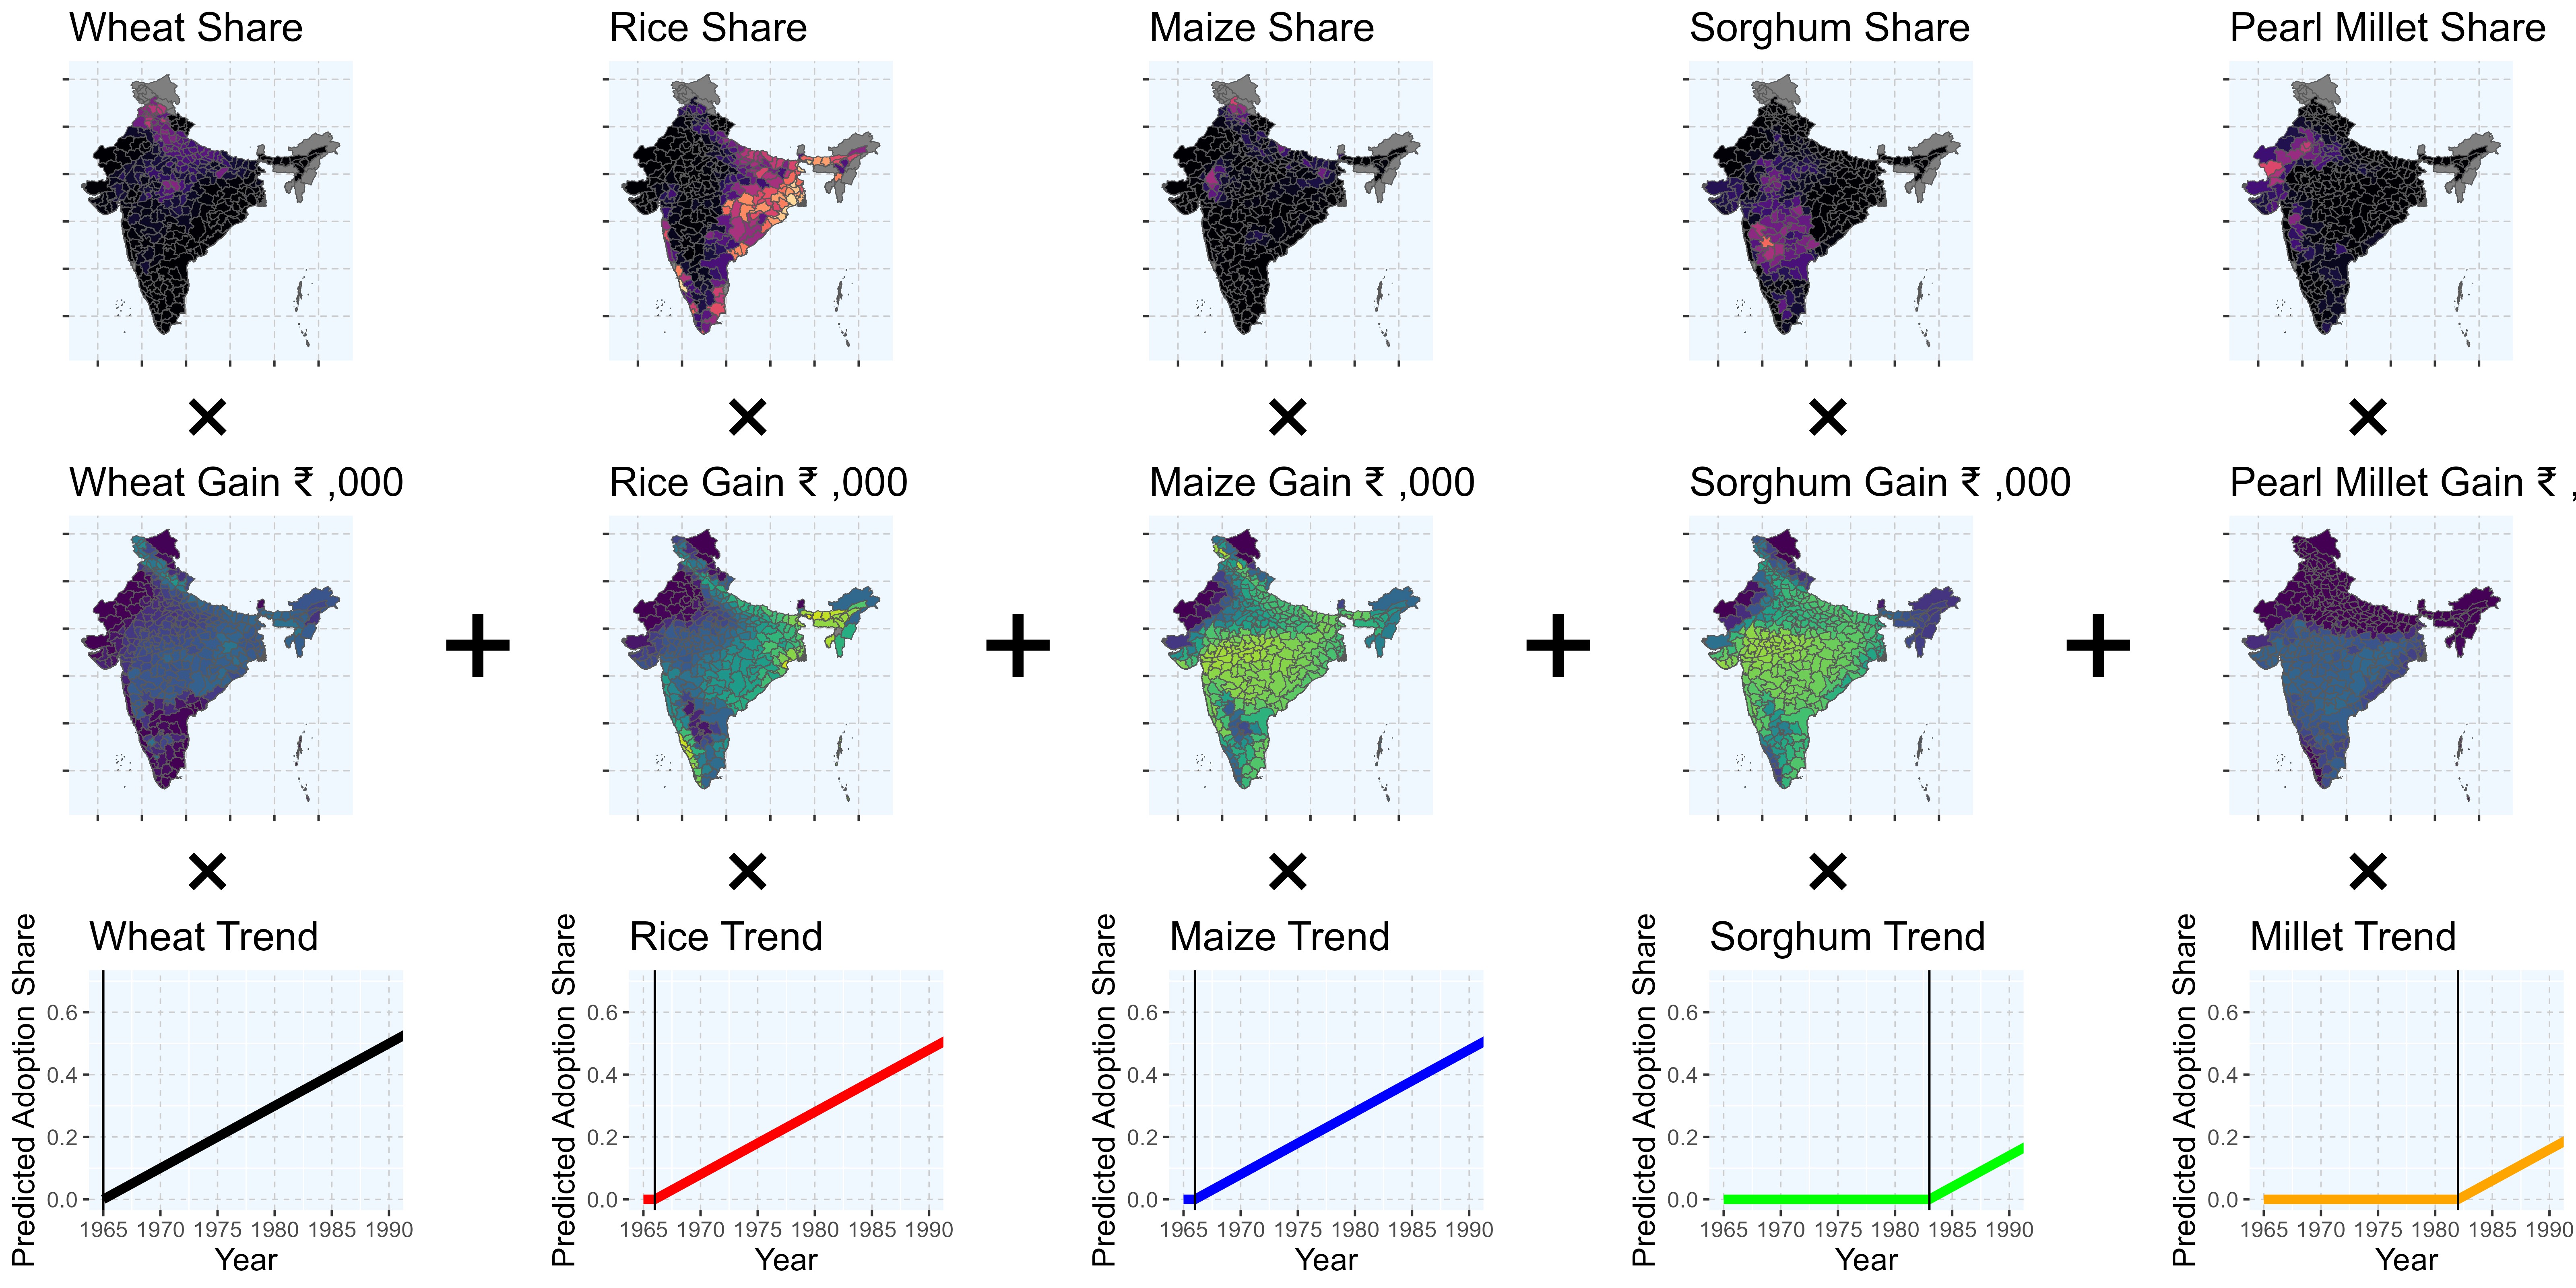 Wheat Share
Rice Share
Maize Share
Sorghum Share
Pearl Millet Share
×
×
×
×
×
Wheat Gain ₹ ,000
Rice Gain ₹ ,000
Maize Gain ₹ ,000
Sorghum Gain ₹ ,000
Pearl Millet Gain ₹ ,
+
+
+
+
×
×
×
×
×
Wheat Trend
Predicted Adoption Share
0.6
0.4
0.2
0.0
1965 1970 1975 1980 1985 1990
Year
Rice Trend
Predicted Adoption Share
0.6
0.4
0.2
0.0
1965 1970 1975 1980 1985 1990
Year
Maize Trend
Predicted Adoption Share
0.6
0.4
0.2
0.0
1965 1970 1975 1980 1985 1990
Year
Sorghum Trend
Predicted Adoption Share
0.6
0.4
0.2
0.0
1965 1970 1975 1980 1985 1990
Year
Millet Trend
Predicted Adoption Share
0.6
0.4
0.2
0.0
1965 1970 1975 1980 1985 1990
Year